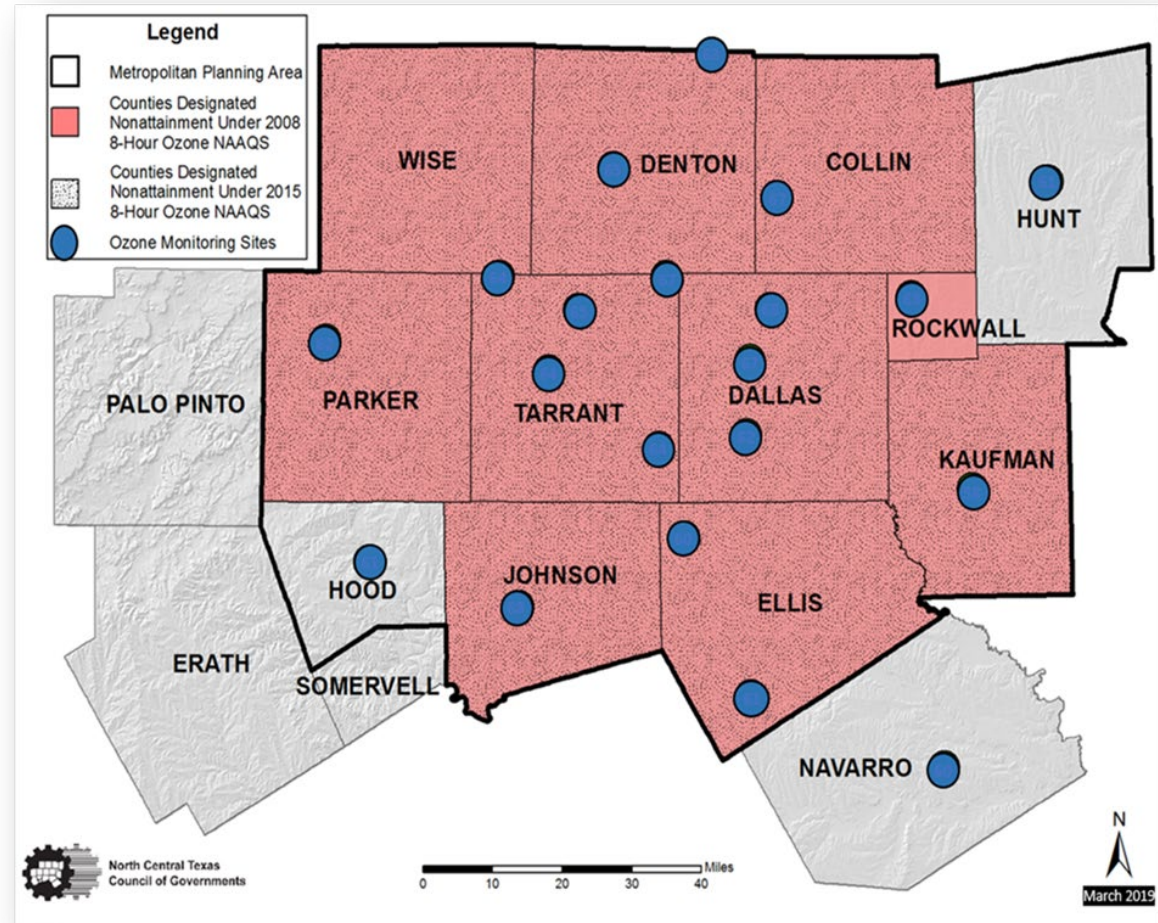 Legend
Metropolitan Planning Area
Counties Designated
Nonattainment Under 2008
8-Hour Ozone NAAQS
Counties Designated
Nonattainment Under 2015
8-Hour Ozone NAAQS
Ozone Monitoring Sites
WISE
DENTON
COLLIN
HUNT
ROCKWALL
PALO PINTO
PARKER
TARRANT
DALLAS
KAUFMAN
HOOD
JOHNSON
ELLIS
ERATH
SOMERVELL
NAVARRO
North Central Texas
Council of Governments
Miles
0 10 20 30 40
N
March 2019